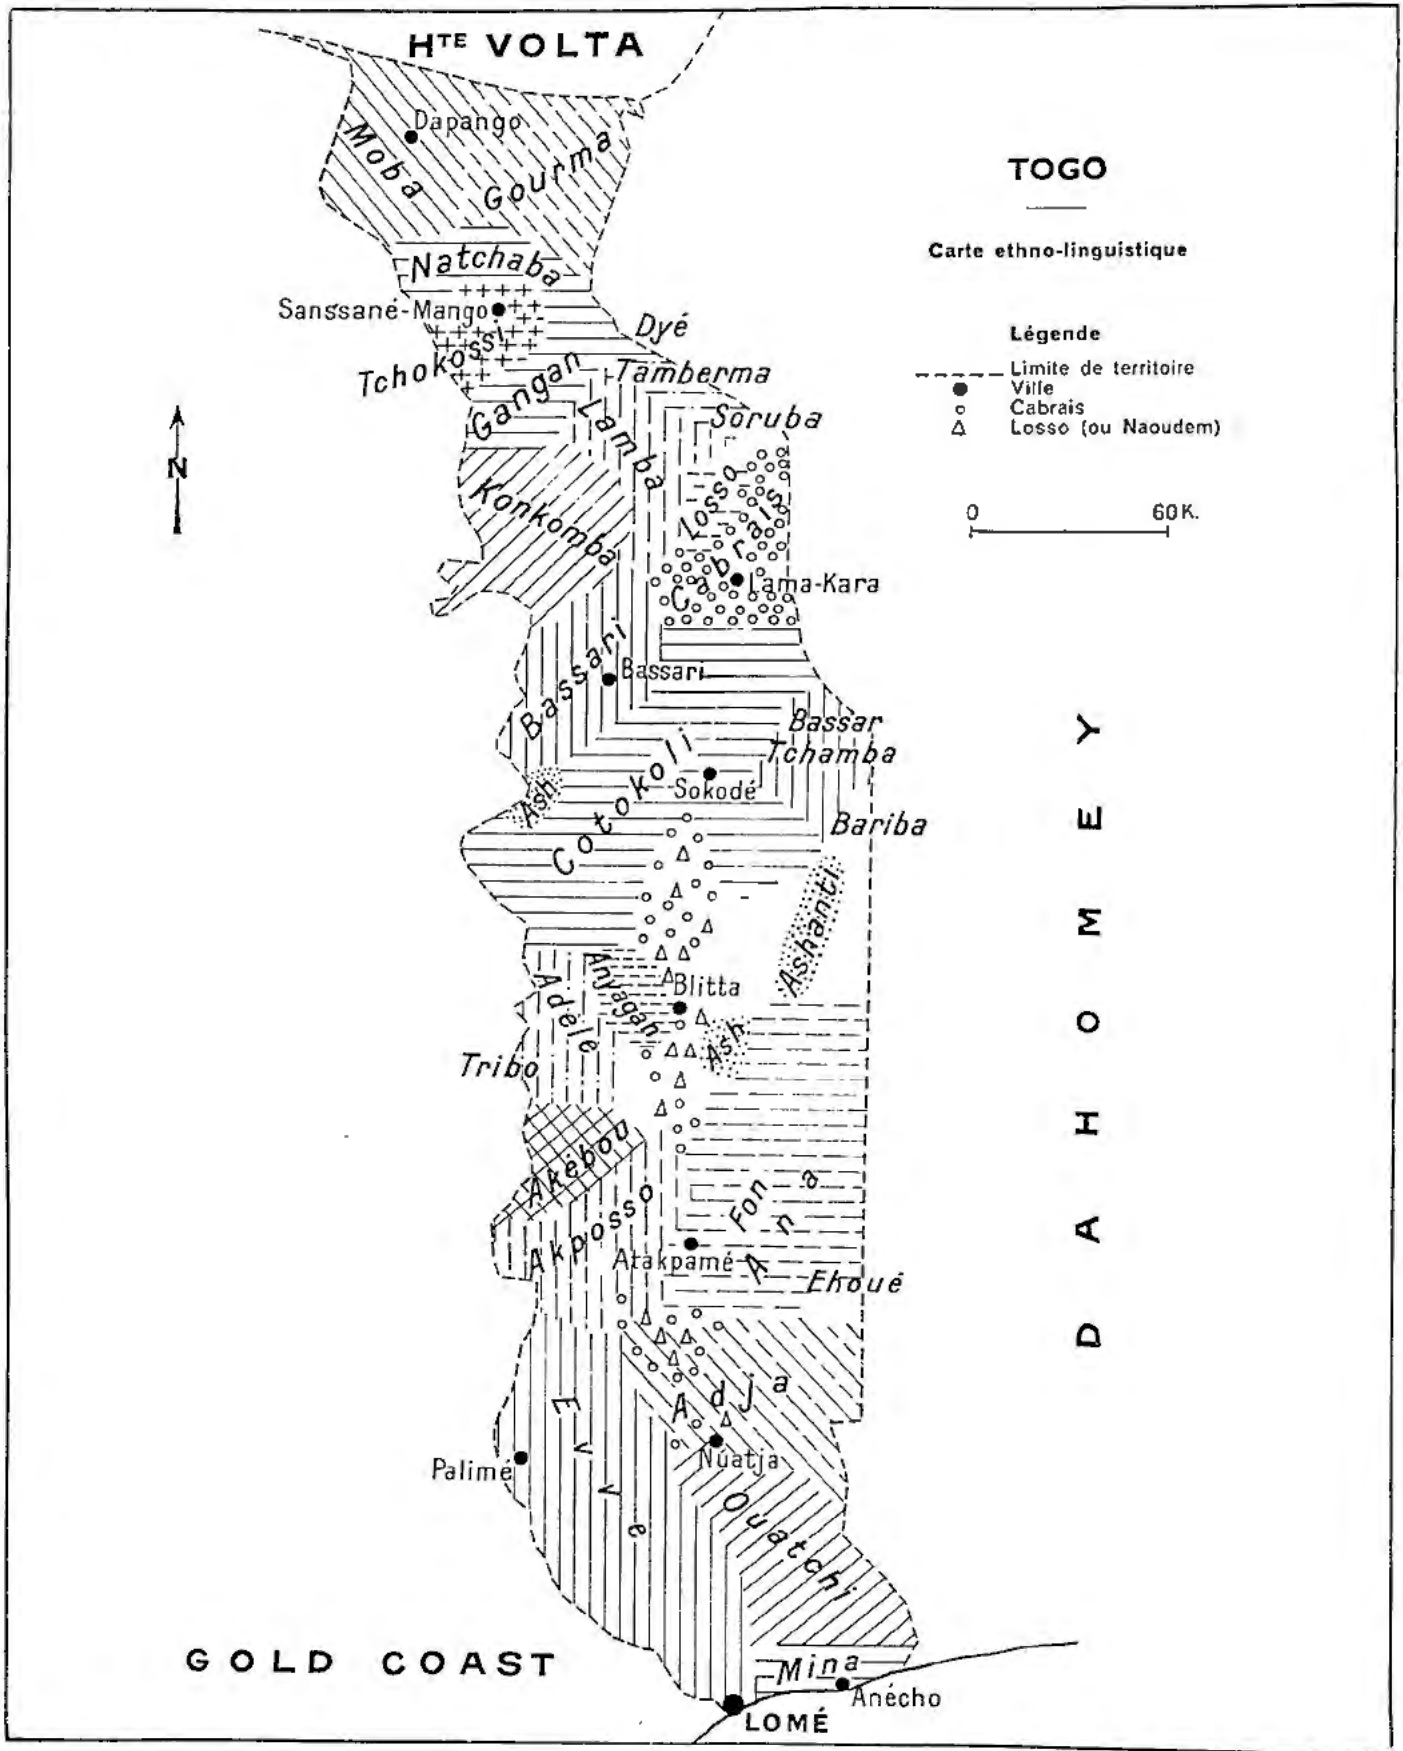 HTE VOLTA
Dapango
Moba
Gourma
TOGO
Carte ethno-linguistique
Natchaba
Sanssané-Mango
Dyé
Légende
Limite de territoire
Ville
Cabrais
Losso (ou Naoudem)
Tchokossi
Gangan
Tamberma
Lamba
Soruba
N
Konkomba
Losso
Cabrais
0 60 K.
Lama-Kara
Bassari
Bassari
Bassar
Tchamba
Cotokoli
Sokodé
Ash
Bariba
DAHOMEY
Ashanti
Adele
Anyagan
Blitta
Ash
Tribo
Akébou
Akposso
Fon
Ana
Atakpamé
Ehoué
Adja
Evve
Nuatja
Palimé
Ouatchi
GOLD COAST
Mina
Anécho
LOMÉ